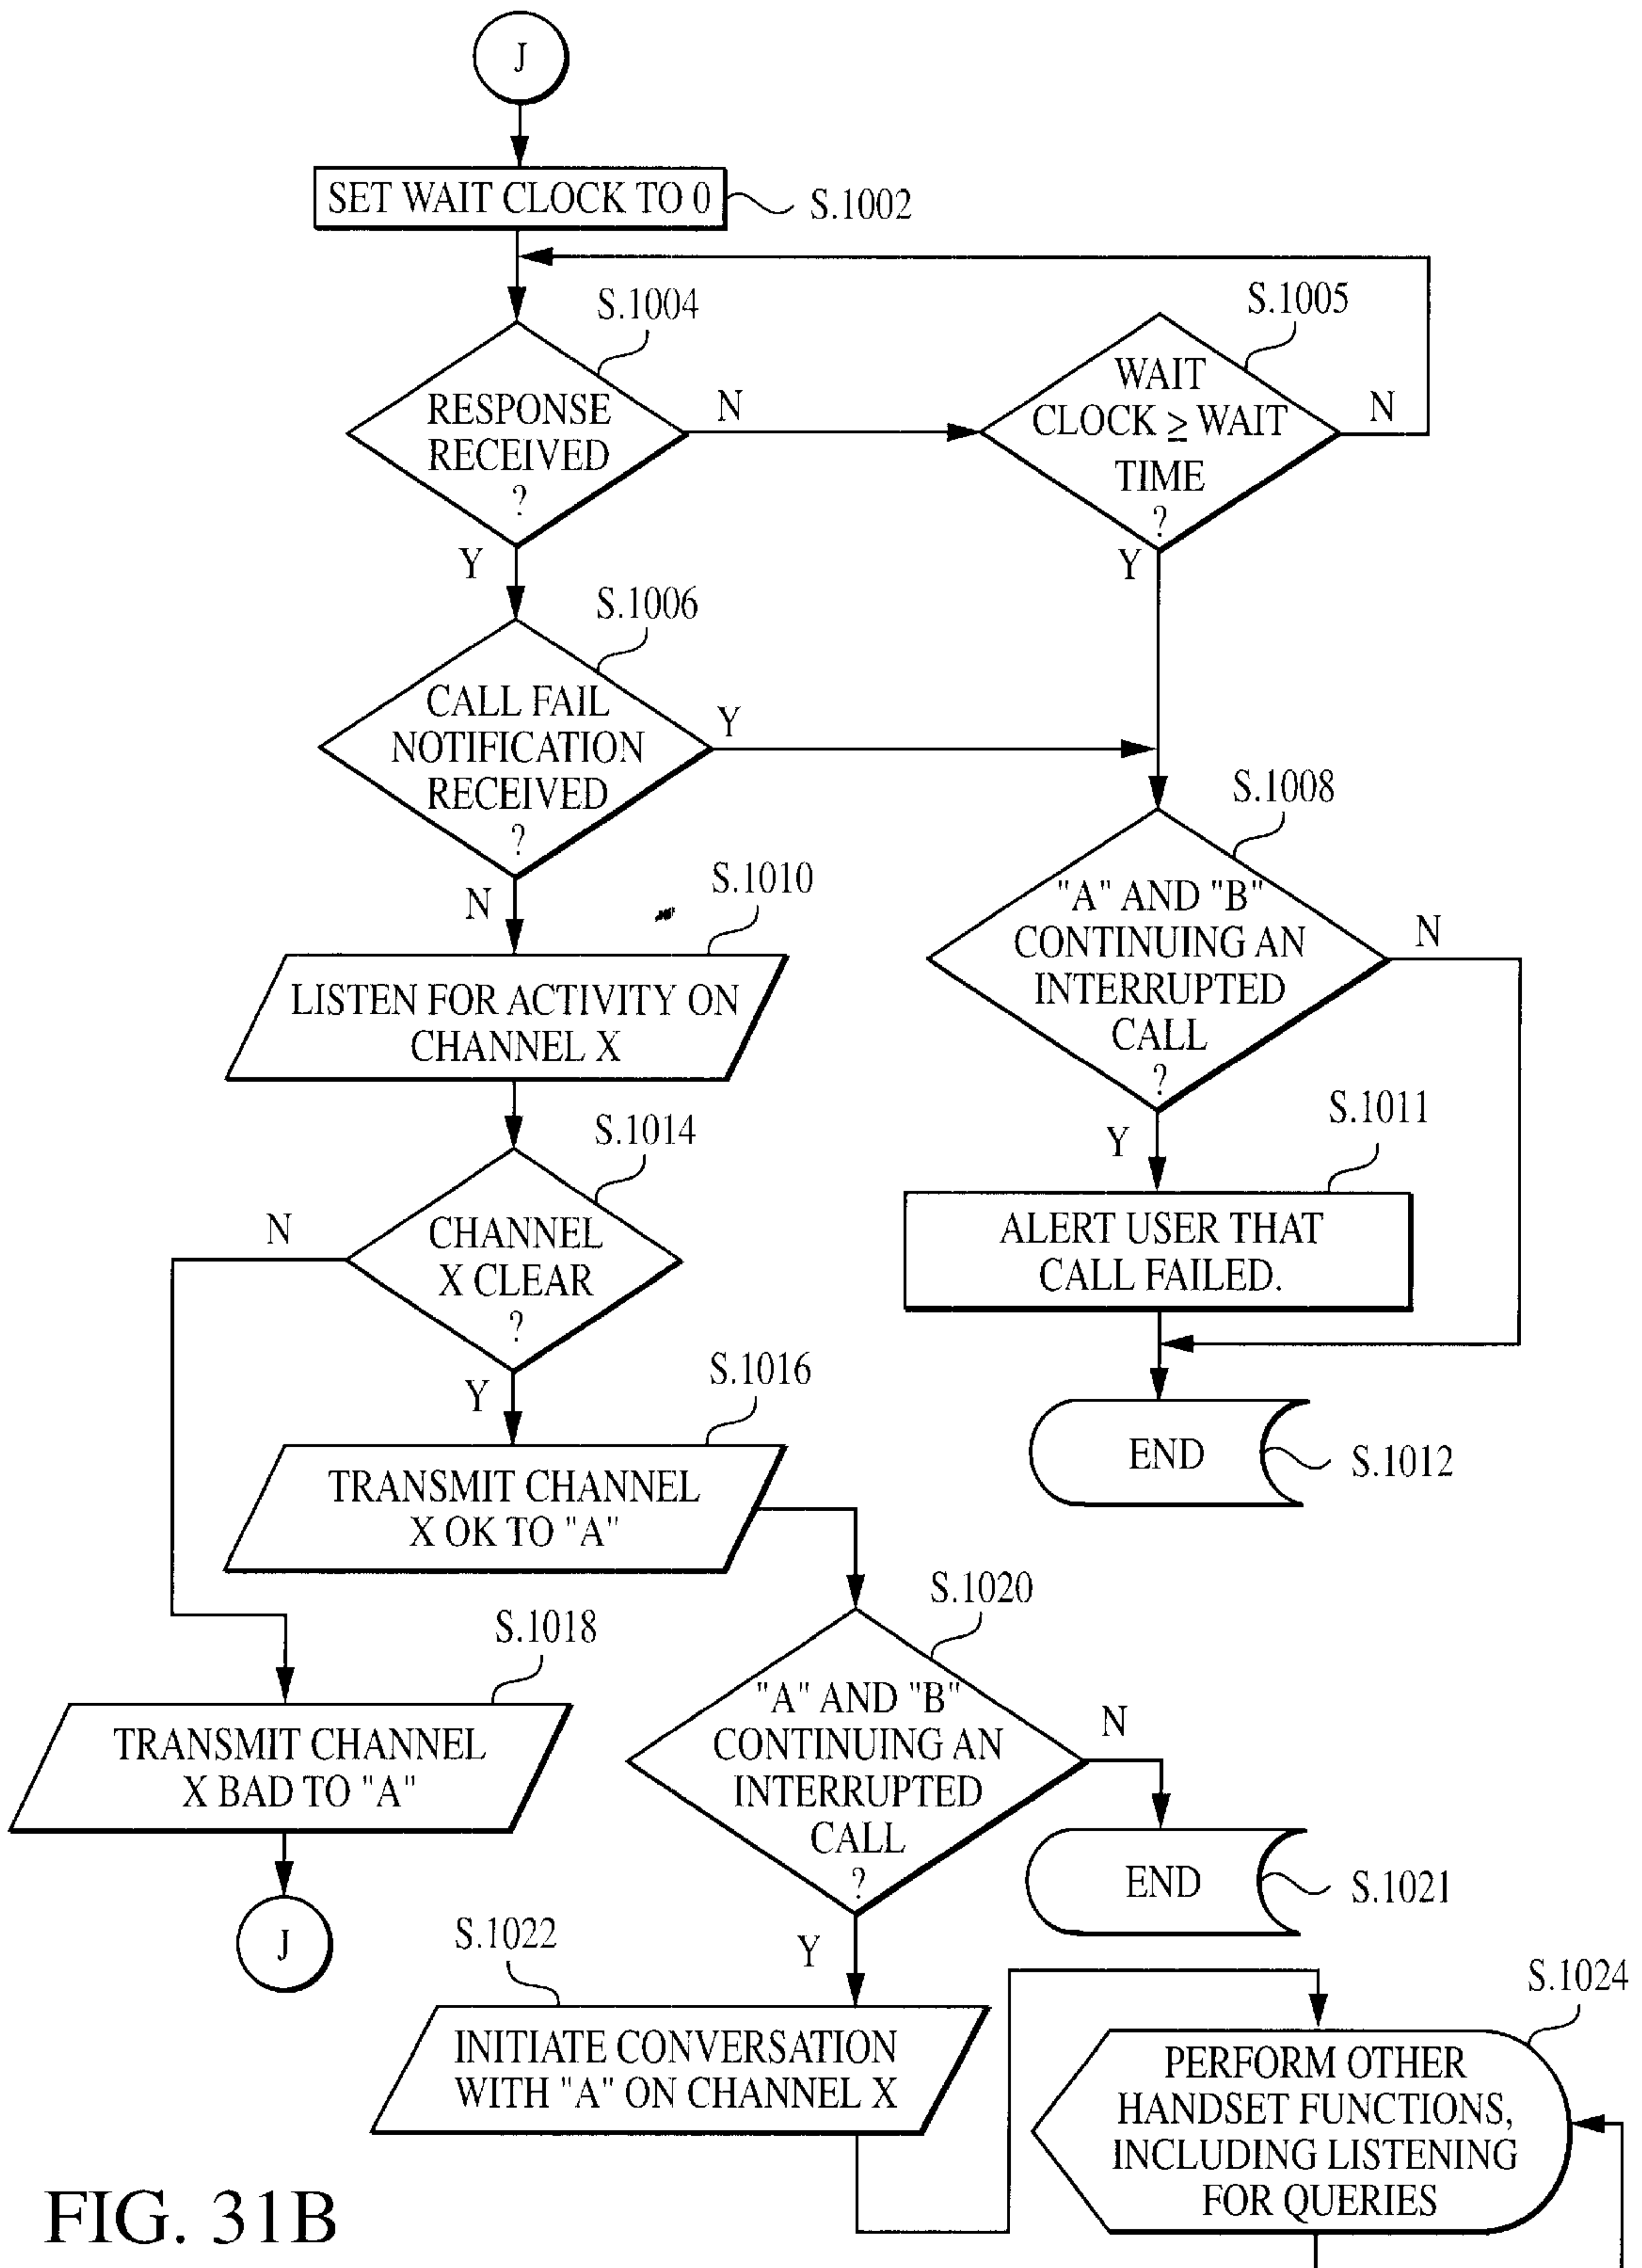 J
SET WAIT CLOCK TO 0
S.1002
S.1004
S.1005
RESPONSE
RECEIVED
?
N
WAIT
CLOCK ≥ WAIT
TIME
?
N
Y
Y
S.1006
CALL FAIL
NOTIFICATION
RECEIVED
?
Y
S.1008
N
S.1010
"A" AND "B"
CONTINUING AN
INTERRUPTED
CALL
?
N
LISTEN FOR ACTIVITY ON
CHANNEL X
S.1014
Y
S.1011
N
CHANNEL
X CLEAR
?
ALERT USER THAT
CALL FAILED.
Y
S.1016
END
S.1012
TRANSMIT CHANNEL
X OK TO "A"
S.1020
S.1018
"A" AND "B"
CONTINUING AN
INTERRUPTED
CALL
?
N
TRANSMIT CHANNEL
X BAD TO "A"
END
S.1021
J
S.1022
Y
S.1024
INITIATE CONVERSATION
WITH "A" ON CHANNEL X
PERFORM OTHER
HANDSET FUNCTIONS,
INCLUDING LISTENING
FOR QUERIES
FIG. 31B